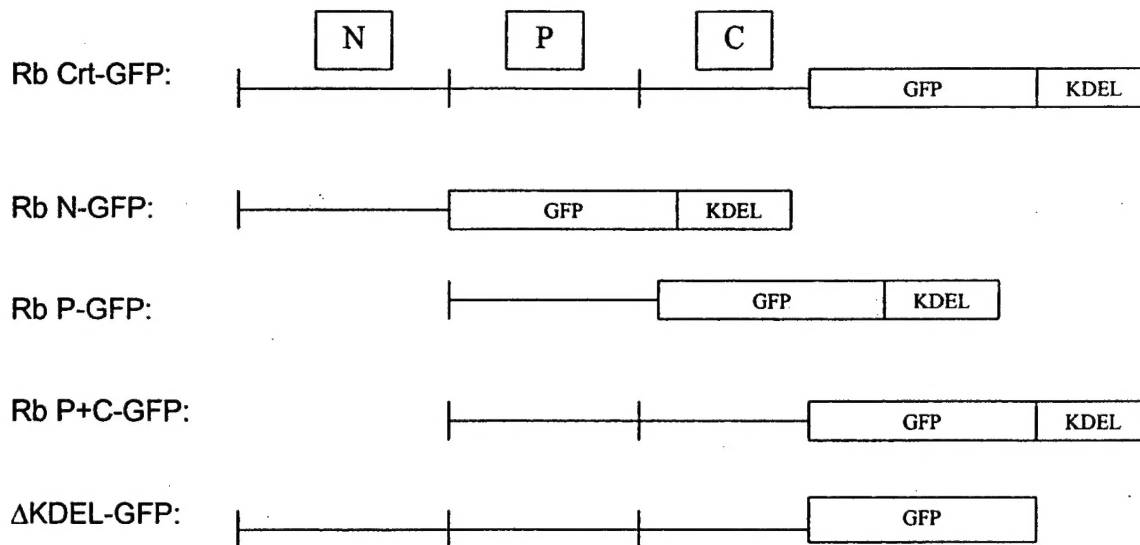 N P C
Rb Crt-GFP: GFP KDEL
Rb N-GFP: GFP KDEL
Rb P-GFP: GFP KDEL
Rb P+C-GFP: GFP KDEL
ΔKDEL-GFP: GFP